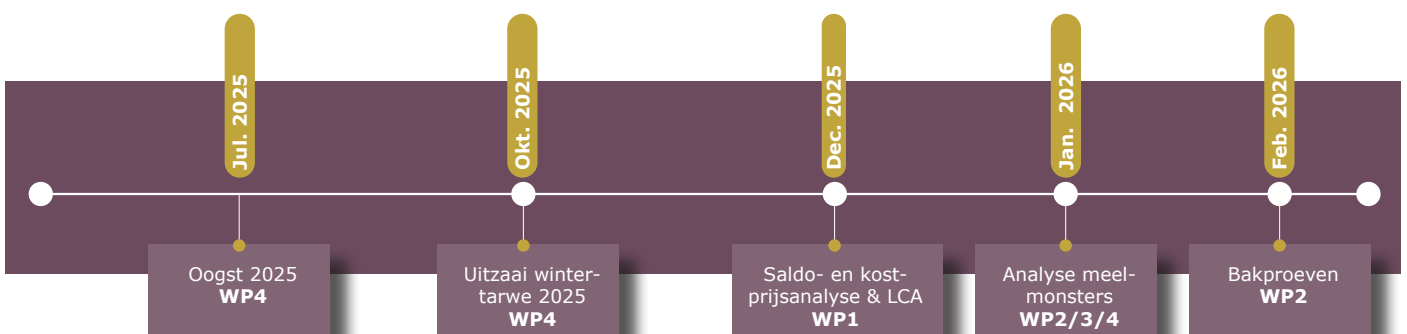 Jul. 2025
Okt. 2025
Dec. 2025
Jan. 2026
Feb. 2026
Oogst 2025
WP4
Uitzaai winter-
tarwe 2025
WP4
Saldo- en kost-
prijsanalyse & LCA
WP1
Analyse meel-
monsters
WP2/3/4
Bakproeven
WP2